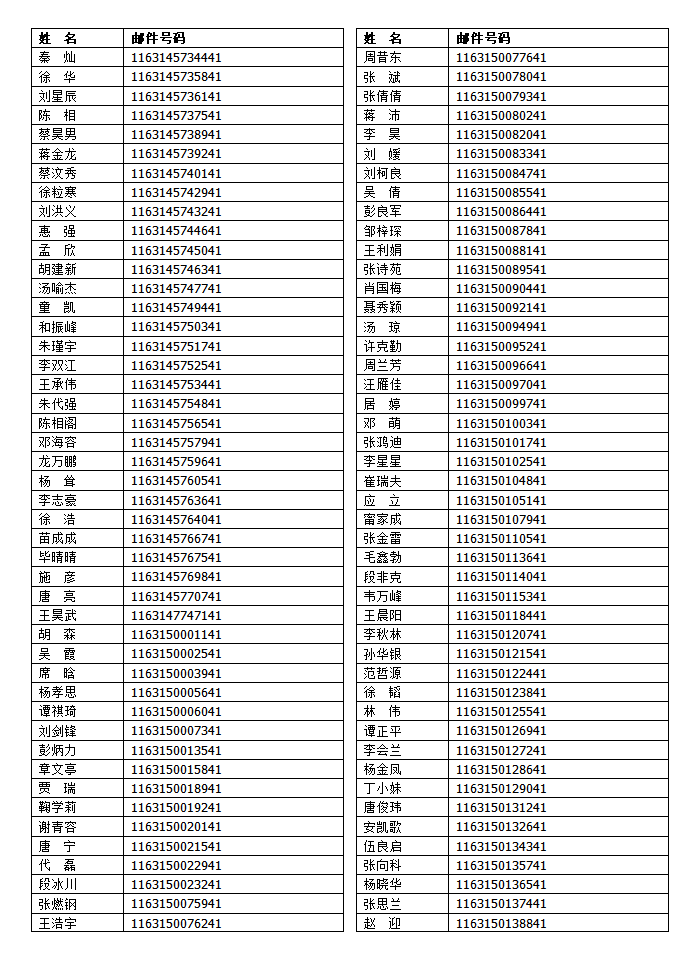 姓　名 邮件号码
秦　灿 1163145734441
徐　华 1163145735841
刘星辰 1163145736141
陈　相 1163145737541
蔡昊男 1163145738941
蒋金龙 1163145739241
蔡汶秀 1163145740141
徐粒寒 1163145742941
刘洪义 1163145743241
惠　强 1163145744641
孟　欣 1163145745041
胡建新 1163145746341
汤喻杰 1163145747741
童　凯 1163145749441
和振峰 1163145750341
朱瑾宇 1163145751741
李双江 1163145752541
王承伟 1163145753441
朱代强 1163145754841
陈相阁 1163145756541
邓海容 1163145757941
龙万鹏 1163145759641
杨　耸 1163145760541
李志豪 1163145763641
徐　浩 1163145764041
苗成成 1163145766741
毕晴晴 1163145767541
施　彦 1163145769841
唐　亮 1163145770741
王昊武 1163147747141
胡　森 1163150001141
吴　霞 1163150002541
席　晗 1163150003941
杨孝思 1163150005641
谭祺琦 1163150006041
刘剑锋 1163150007341
彭炳力 1163150013541
章文亭 1163150015841
贾　瑞 1163150018941
鞠学莉 1163150019241
谢青容 1163150020141
唐　宁 1163150021541
代　磊 1163150022941
段冰川 1163150023241
张燃钢 1163150075941
王浩宇 1163150076241
姓　名 邮件号码
周昔东 1163150077641
张　斌 1163150078041
张倩倩 1163150079341
蒋　沛 1163150080241
李　昊 1163150082041
刘　媛 1163150083341
刘柯良 1163150084741
吴　倩 1163150085541
彭良军 1163150086441
邹梓琛 1163150087841
王利娟 1163150088141
张诗苑 1163150089541
肖国梅 1163150090441
聂秀颖 1163150092141
汤　琼 1163150094941
许克勤 1163150095241
周兰芳 1163150096641
汪雁佳 1163150097041
居　婷 1163150099741
邓　萌 1163150100341
张鸿迪 1163150101741
李星星 1163150102541
崔瑞夫 1163150104841
应　立 1163150105141
甯家成 1163150107941
张金雷 1163150110541
毛鑫勃 1163150113641
段非克 1163150114041
韦万峰 1163150115341
王晨阳 1163150118441
李秋林 1163150120741
孙华银 1163150121541
范哲源 1163150122441
徐　韬 1163150123841
林　伟 1163150125541
谭正平 1163150126941
李会兰 1163150127241
杨金凤 1163150128641
丁小妹 1163150129041
唐俊玮 1163150131241
安凯歌 1163150132641
伍良启 1163150134341
张向科 1163150135741
杨晓华 1163150136541
张思兰 1163150137441
赵　迎 1163150138841